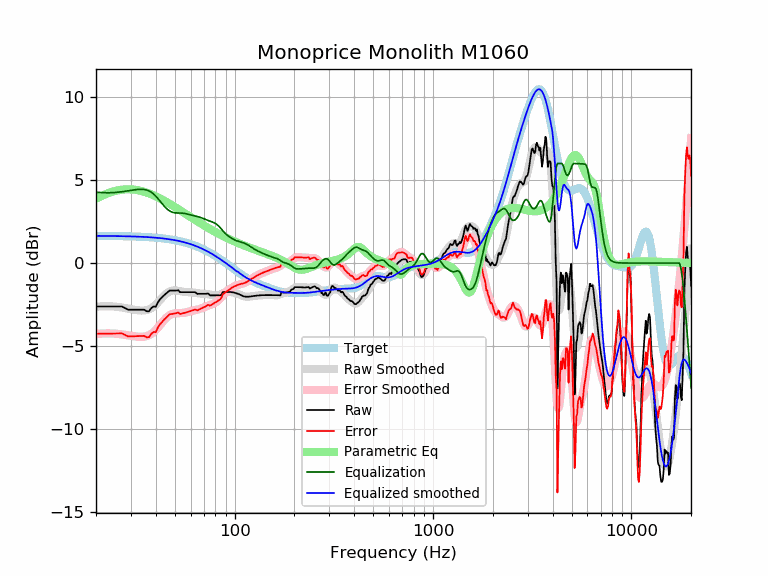 Monoprice Monolith M1060
10
5
0
−5
−10
−15
Amplitude (dBr)
Target
Raw Smoothed
Error Smoothed
Raw
Error
Parametric Eq
Equalization
Equalized smoothed
100
1000
10000
Frequency (Hz)